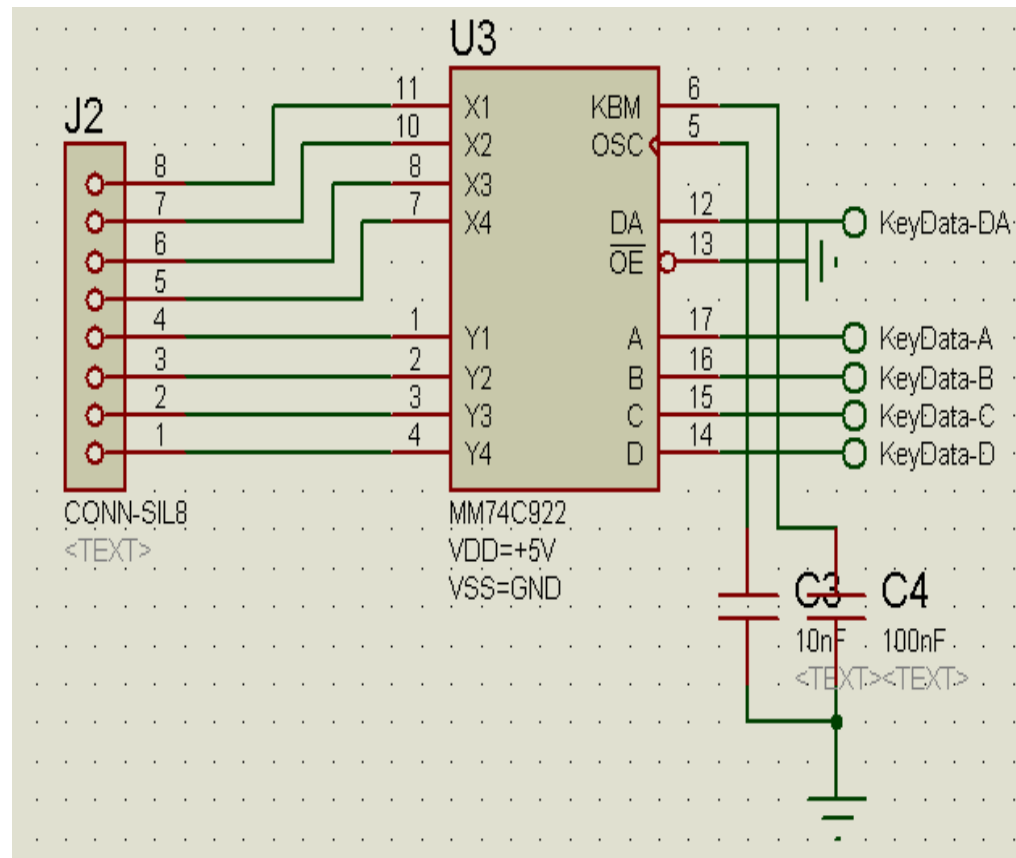 U3
J2
11 X1 KBM 6
10 X2 OSC 5
8 8 X3
7 7 X4 DA 12 KeyData-DA
6 OE 13
5
4 1 Y1 A 17 KeyData-A
3 2 Y2 B 16 KeyData-B
2 3 Y3 C 15 KeyData-C
1 4 Y4 D 14 KeyData-D
CONN-SIL8
<TEXT>
MM74C922
VDD=+5V
VSS=GND
C3 C4
10nF 100nF
<TEXT><TEXT>